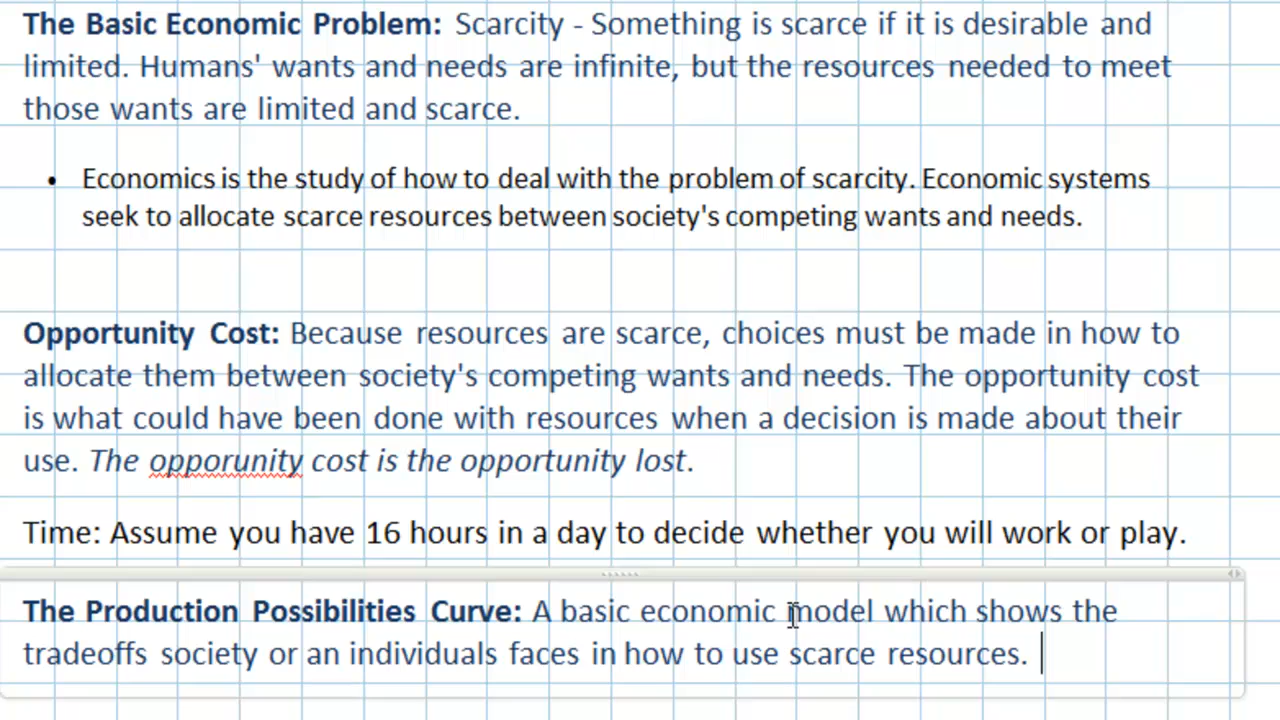 The Basic Economic Problem: Scarcity - Something is scarce if it is desirable and
limited. Humans' wants and needs are infinite, but the resources needed to meet
those wants are limited and scarce.
• Economics is the study of how to deal with the problem of scarcity. Economic systems
seek to allocate scarce resources between society's competing wants and needs.
Opportunity Cost: Because resources are scarce, choices must be made in how to
allocate them between society's competing wants and needs. The opportunity cost
is what could have been done with resources when a decision is made about their
use. The opporunity cost is the opportunity lost.
Time: Assume you have 16 hours in a day to decide whether you will work or play.
The Production Possibilities Curve: A basic economic model which shows the
tradeoffs society or an individuals faces in how to use scarce resources.